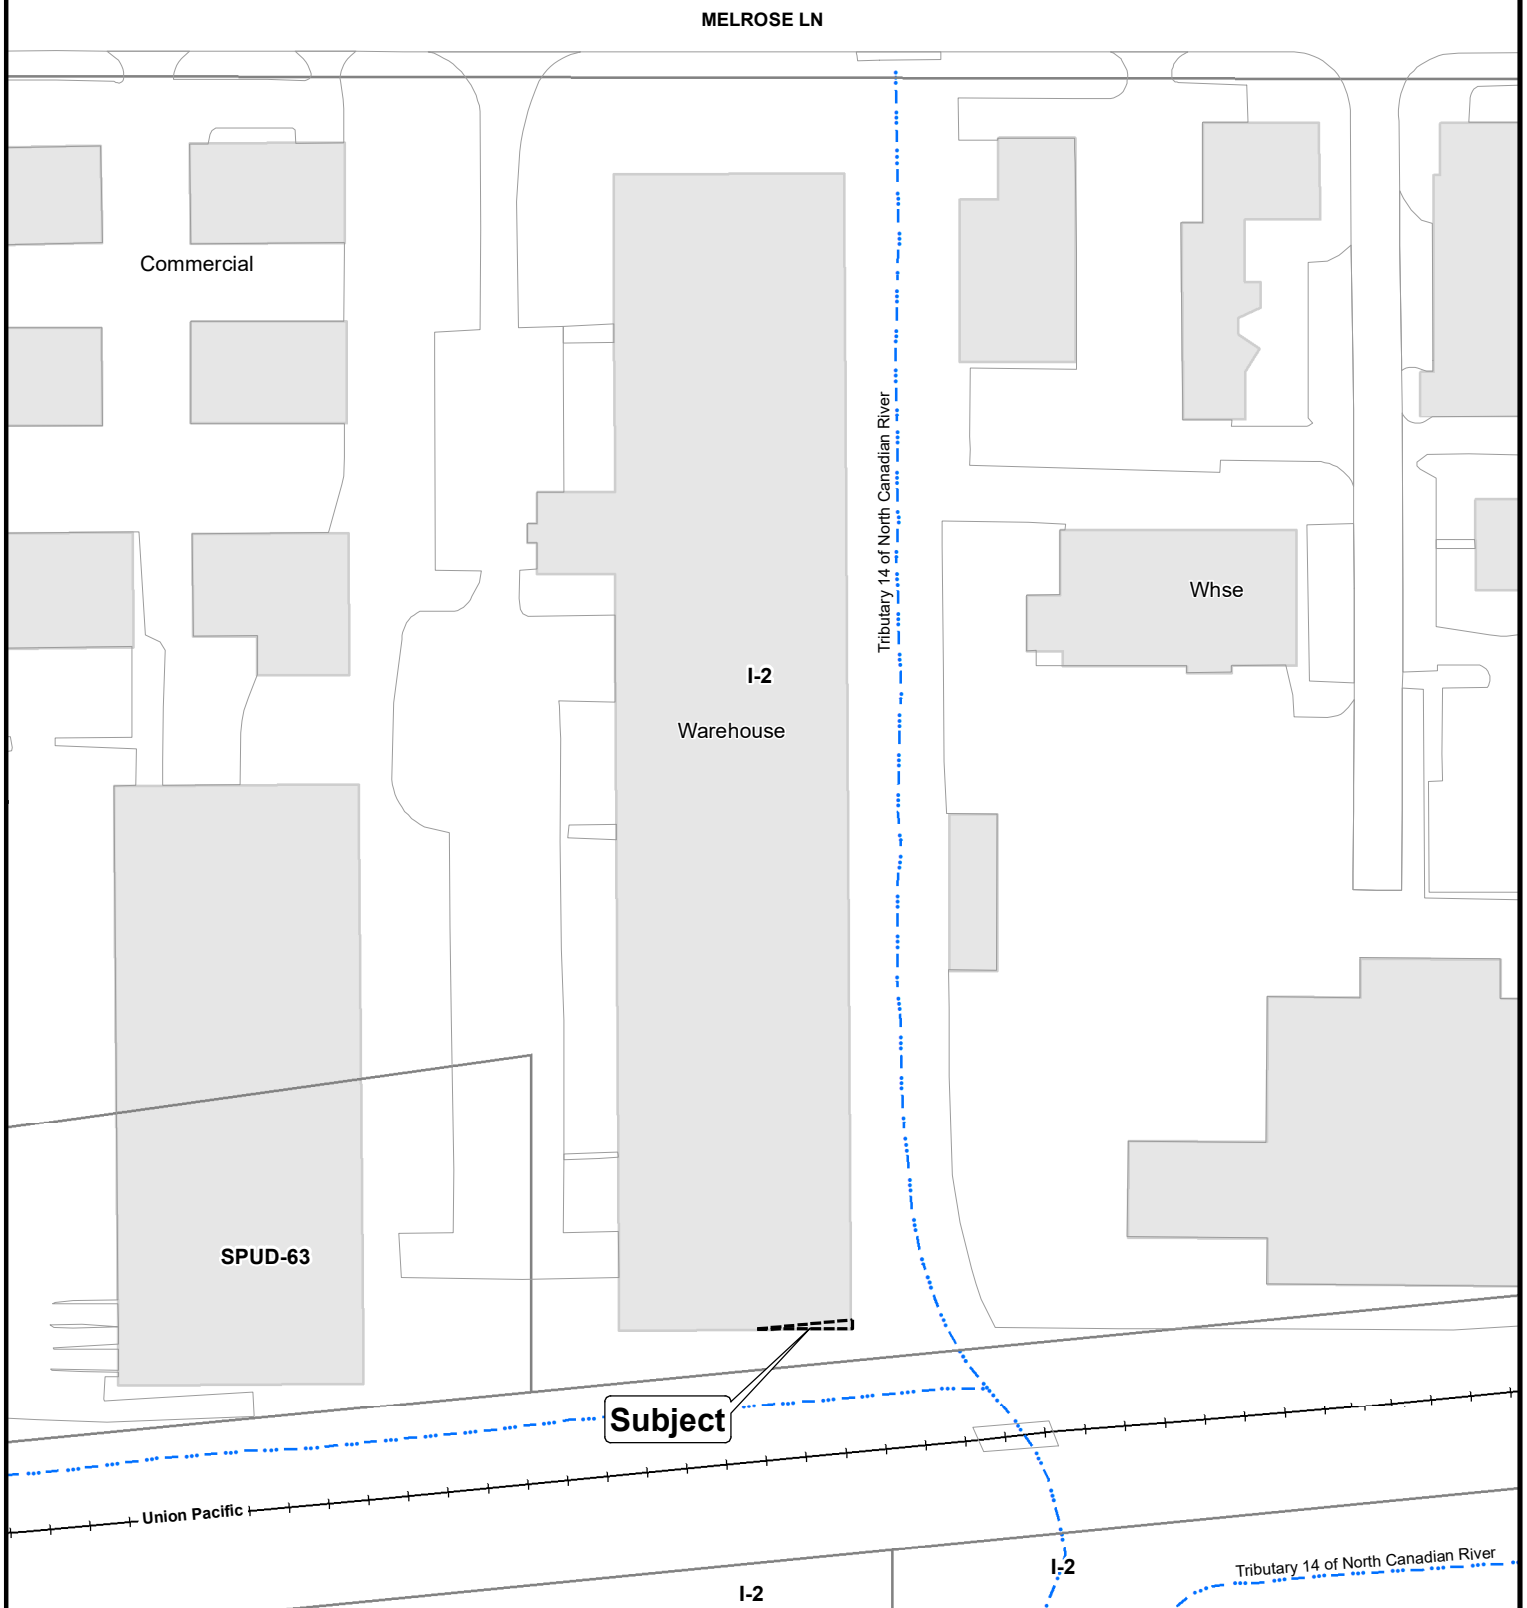 MELROSE LN
Commercial
Tributary 14 of North Canadian River
Whse
I-2
Warehouse
SPUD-63
Subject
Union Pacific
I-2
Tributary 14 of North Canadian River
I-2